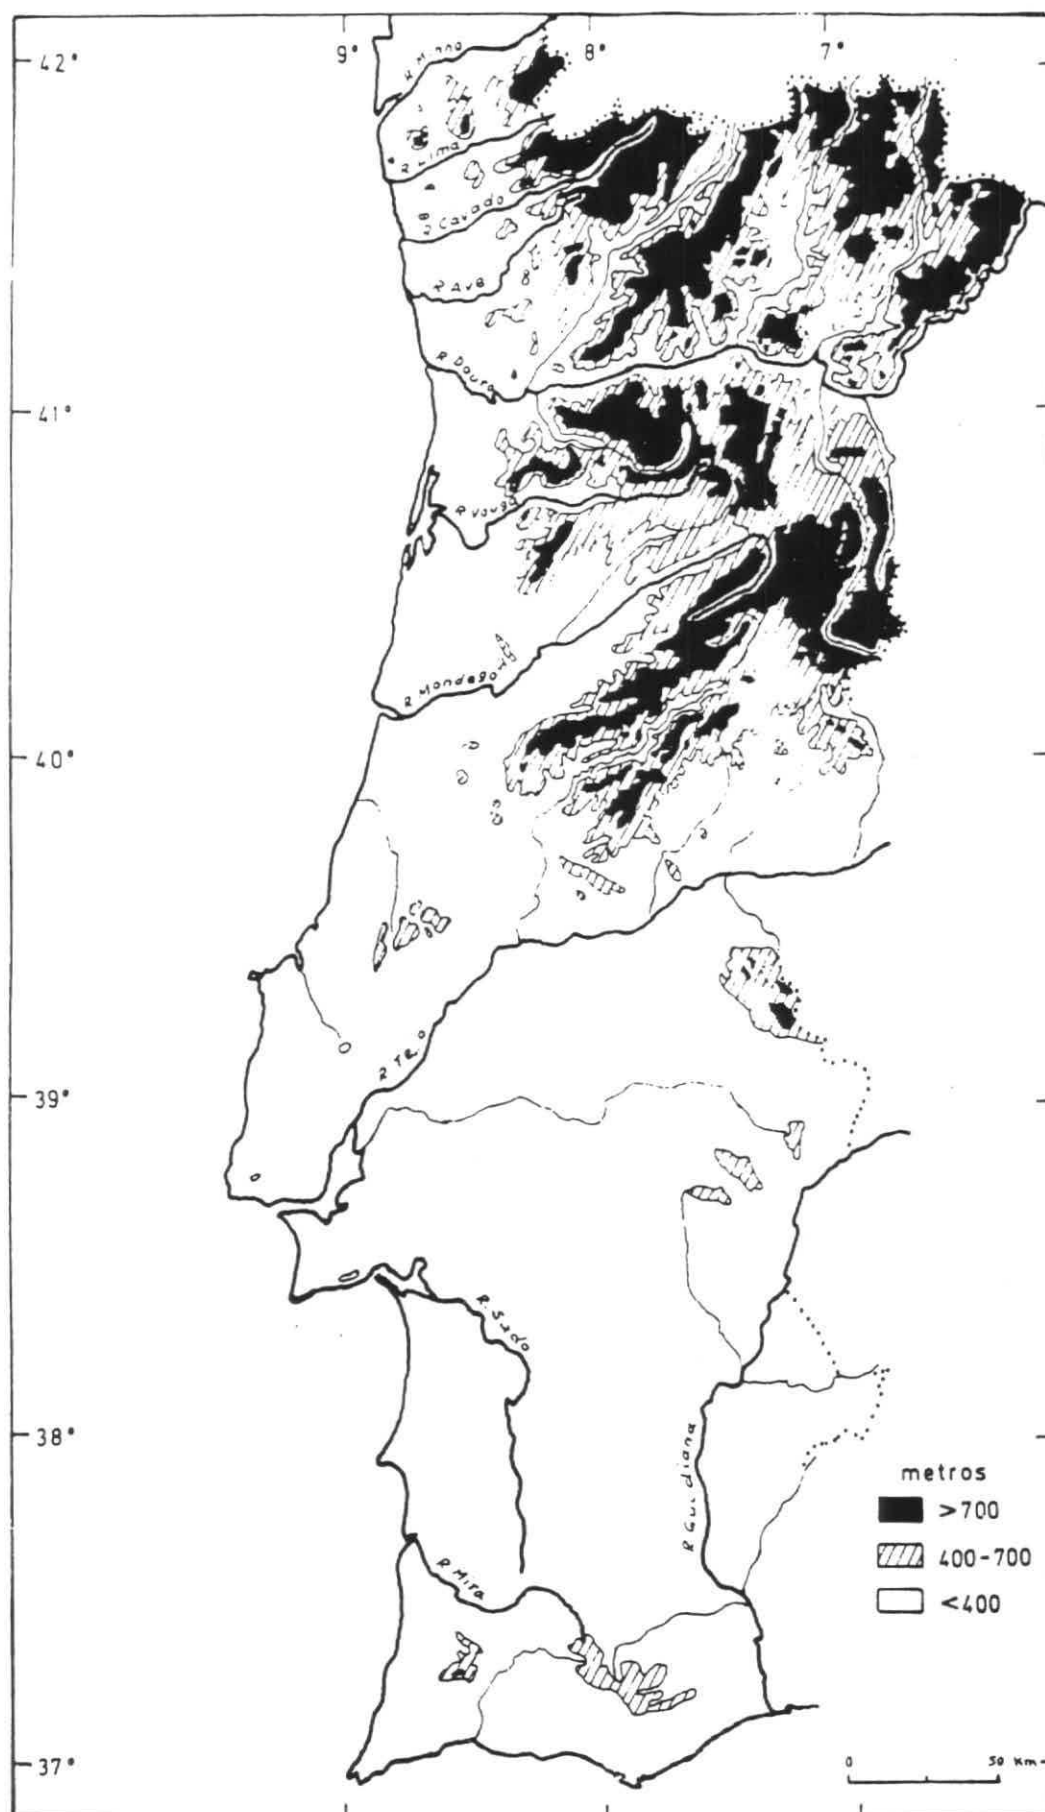 9° 8° 7°
42°
R Minho
R Lima
R Cavado
R Ave
R Douro
41°
R Vouga
R Mondego
40°
R Tejo
39°
R. Sado
38°
R Guadiana
metros
>700
400-700
<400
R. Mira
37°
0 50 Km